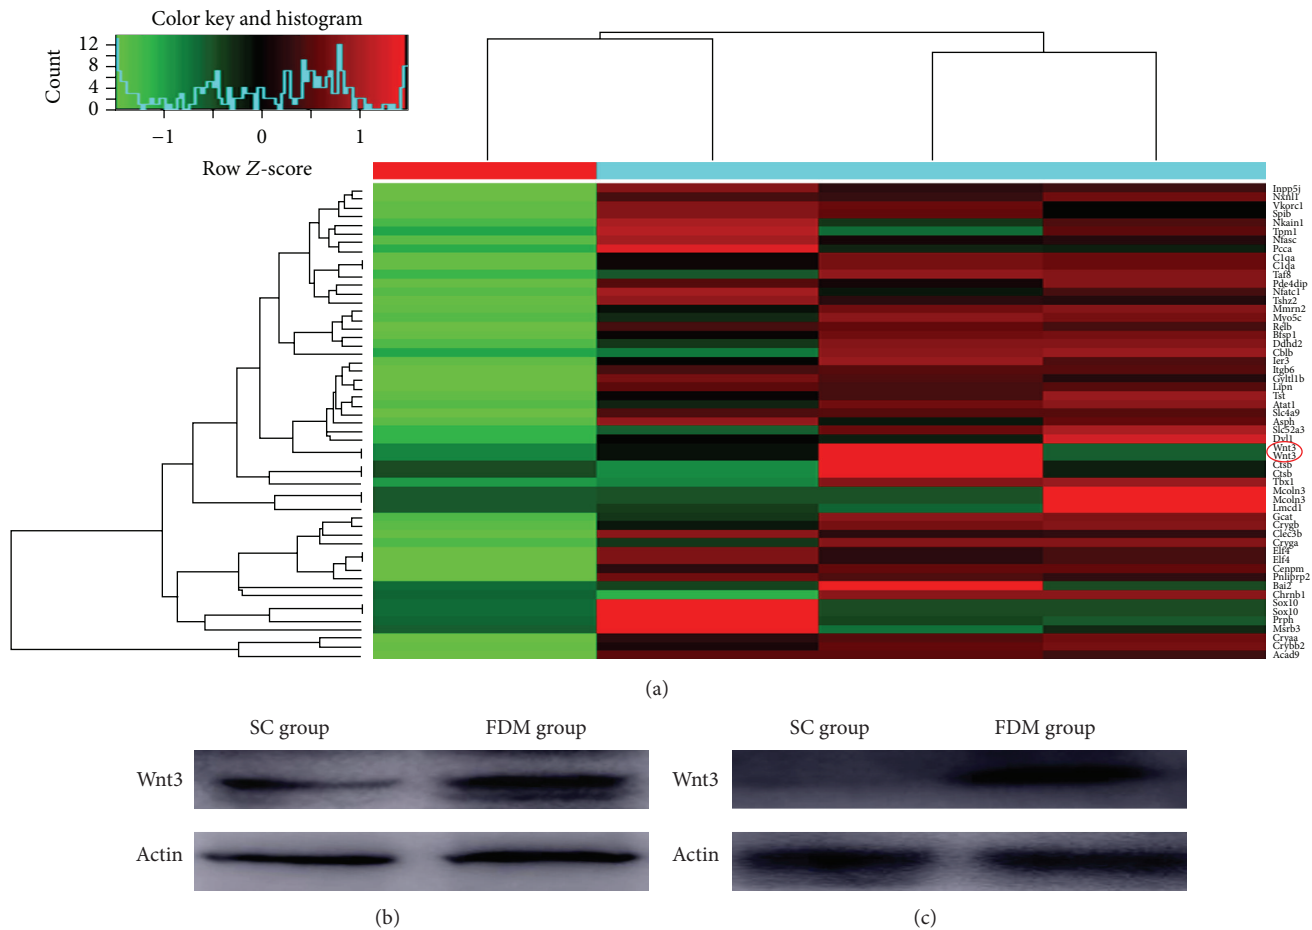 Color key and histogram
Count
12
8
4
0
−1 0 1
Row Z-score
Inpp5j
Nxnl1
Vkorc1
Spib
Nkain1
Tpm1
Nfasc
Pcca
C1qa
C1qa
Taf8
Pde4dip
Nfatc1
Tshz2
Mmrn2
Myo5c
Relb
Bfsp1
Ddhd2
Cblb
Ier3
Itgb6
Gyltl1b
Lipn
Tst
Atat1
Slc4a9
Asph
Slc52a3
Dvl1
Wnt3
Wnt3
Ctsb
Ctsb
Tbx1
Mcoln3
Mcoln3
Lmcd1
Gcat
Crygb
Clec3b
Cryga
Elf4
Elf4
Cenpm
Pnliprp2
Bai2
Chrnb1
Sox10
Sox10
Prph
Msrb3
Cryaa
Crybb2
Acad9
(a)
SC group FDM group
Wnt3
Actin
(b)
SC group FDM group
Wnt3
Actin
(c)